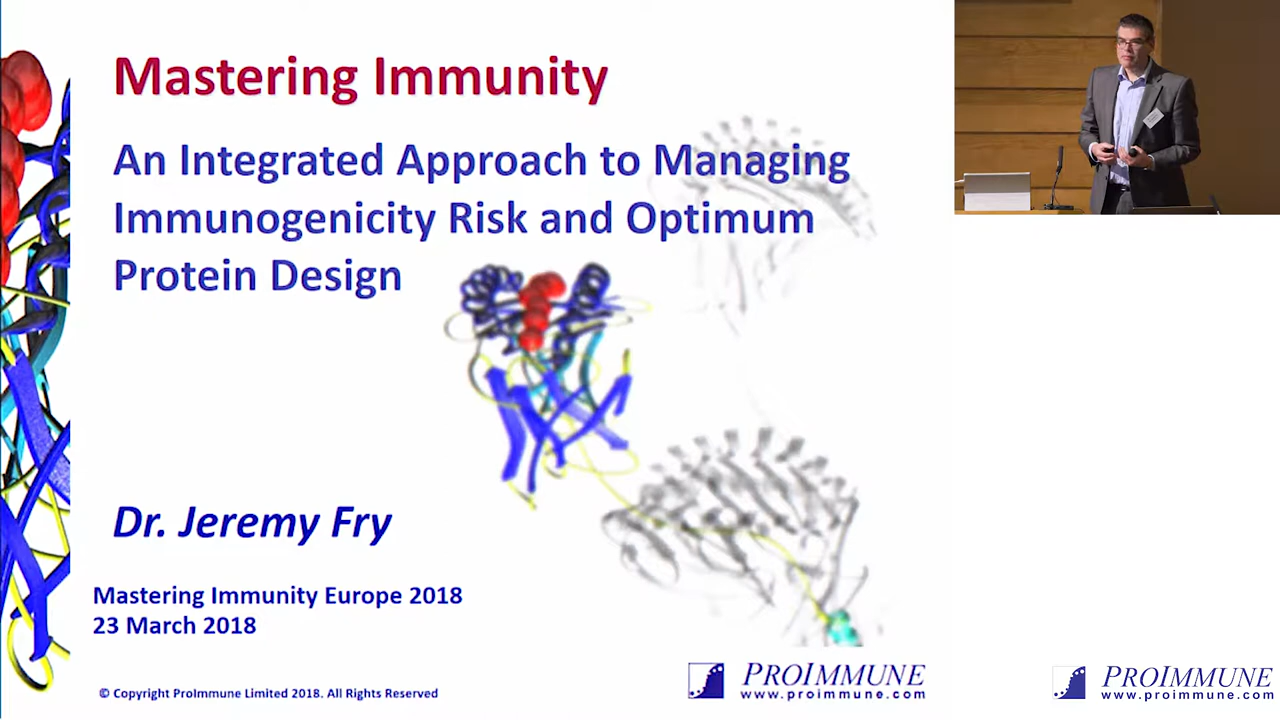 Mastering Immunity
An Integrated Approach to Managing
Immunogenicity Risk and Optimum
Protein Design
Dr. Jeremy Fry
Mastering Immunity Europe 2018
23 March 2018
© Copyright ProImmune Limited 2018. All Rights Reserved
PROIMMUNE
www.proimmune.com
PROIMMUNE
www.proimmune.com